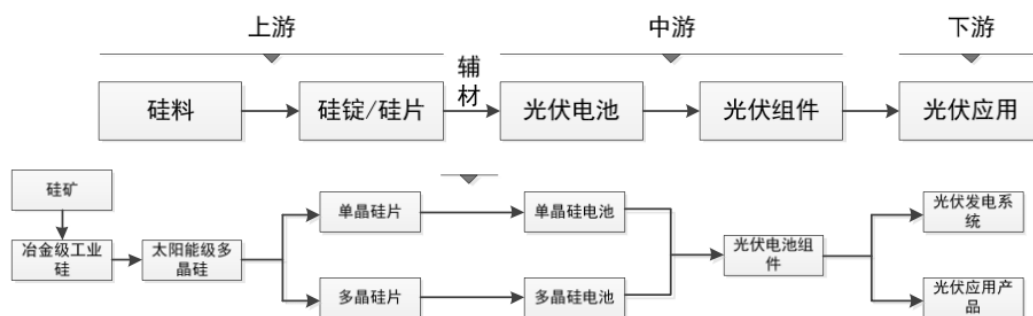 上游
中游
下游
辅
材
硅料
硅锭/硅片
光伏电池
光伏组件
光伏应用
硅矿
冶金级工业
硅
太阳能级多
晶硅
单晶硅片
多晶硅片
单晶硅电池
多晶硅电池
光伏电池组
件
光伏发电系
统
光伏应用产
品